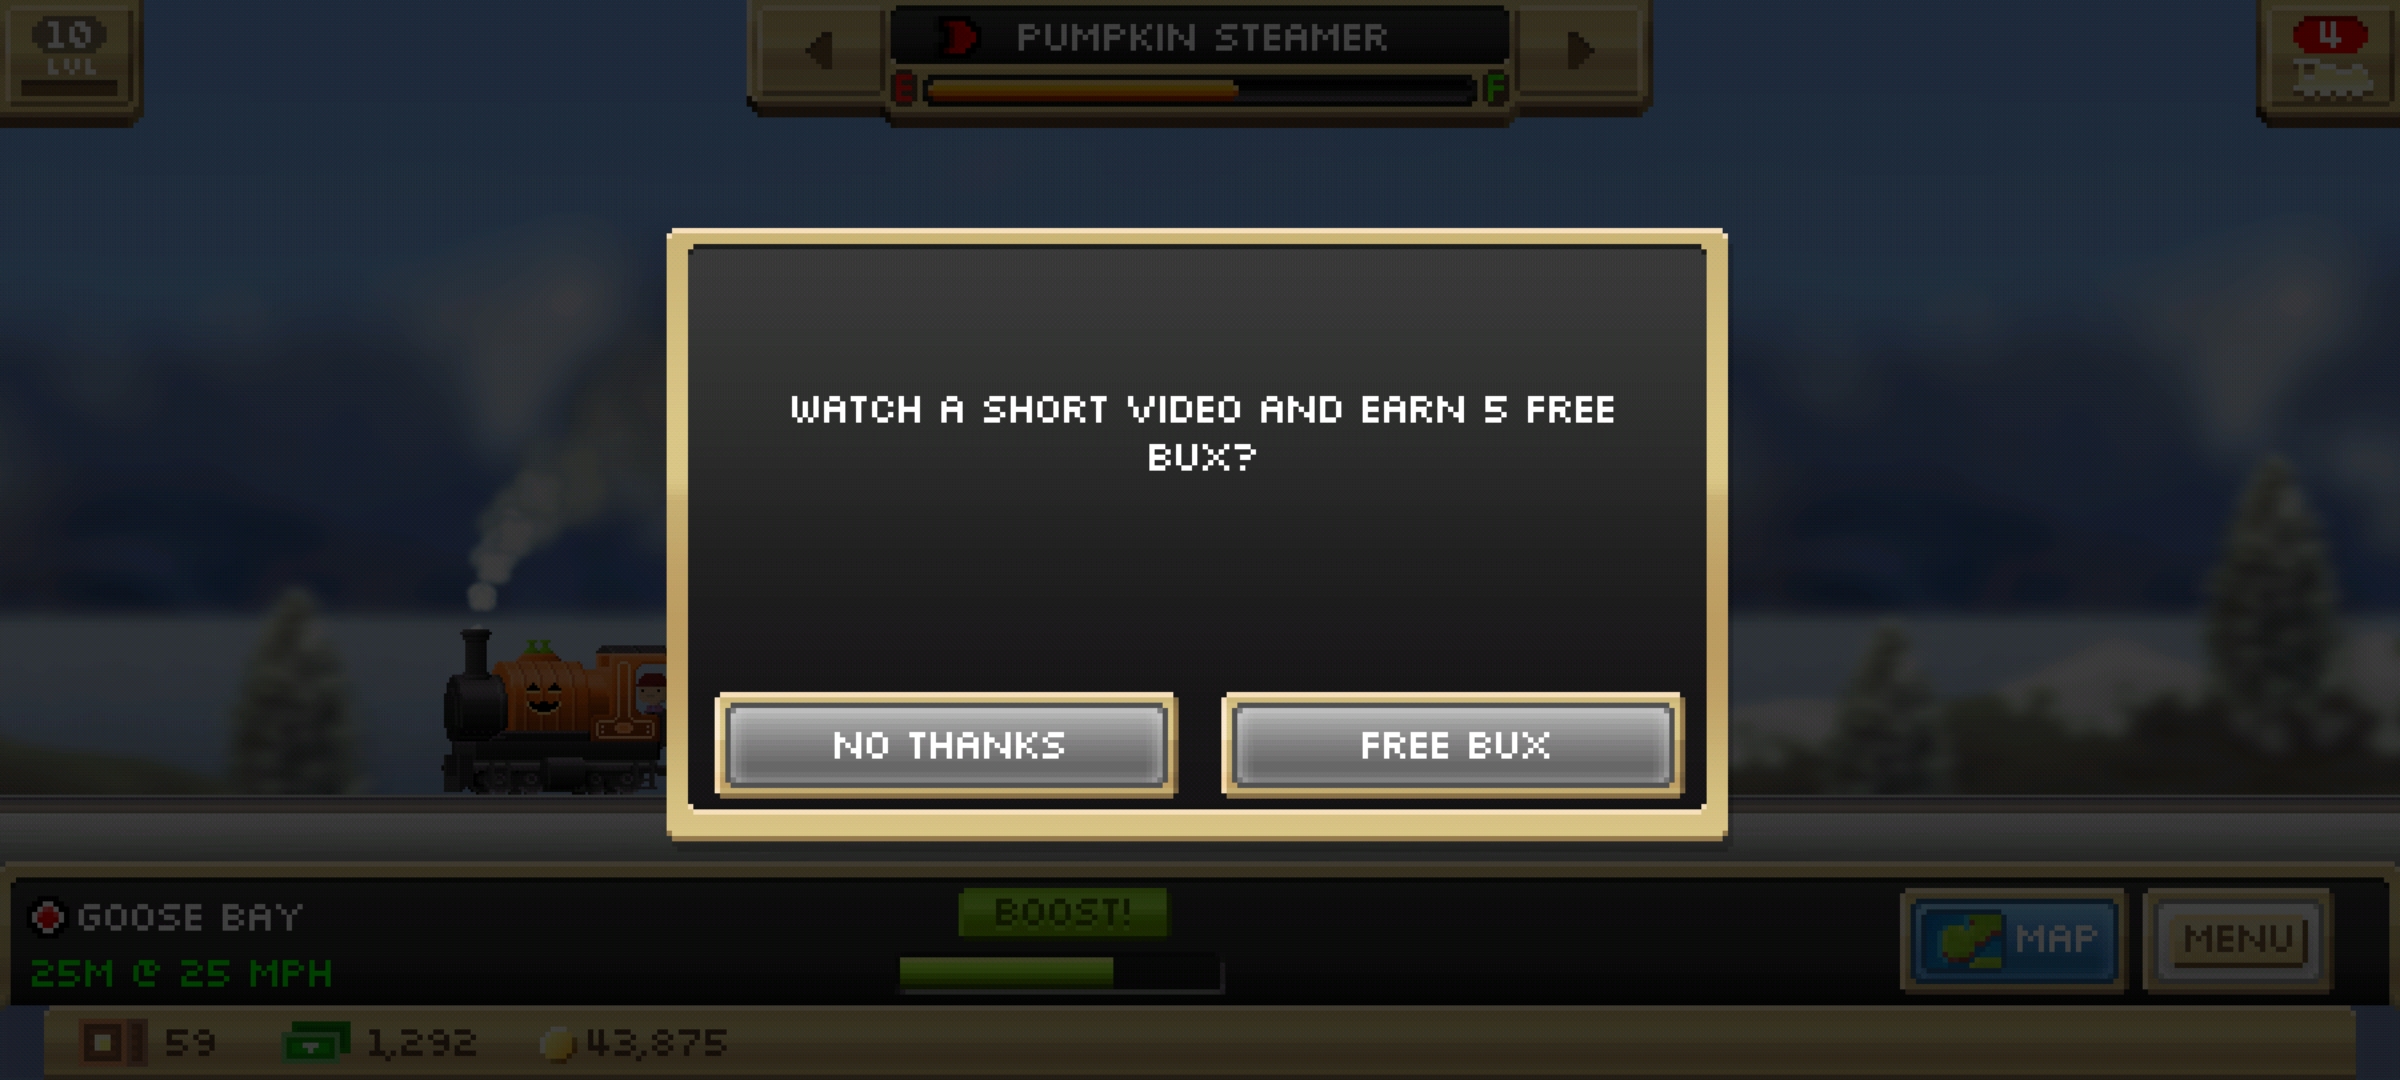 10
LVL
PUMPKIN STEAMER
E
F
4
WATCH A SHORT VIDEO AND EARN 5 FREE
BUX?
NO THANKS
FREE BUX
GOOSE BAY
25M @ 25 MPH
BOOST!
MAP
MENU
59
1,292
43,875